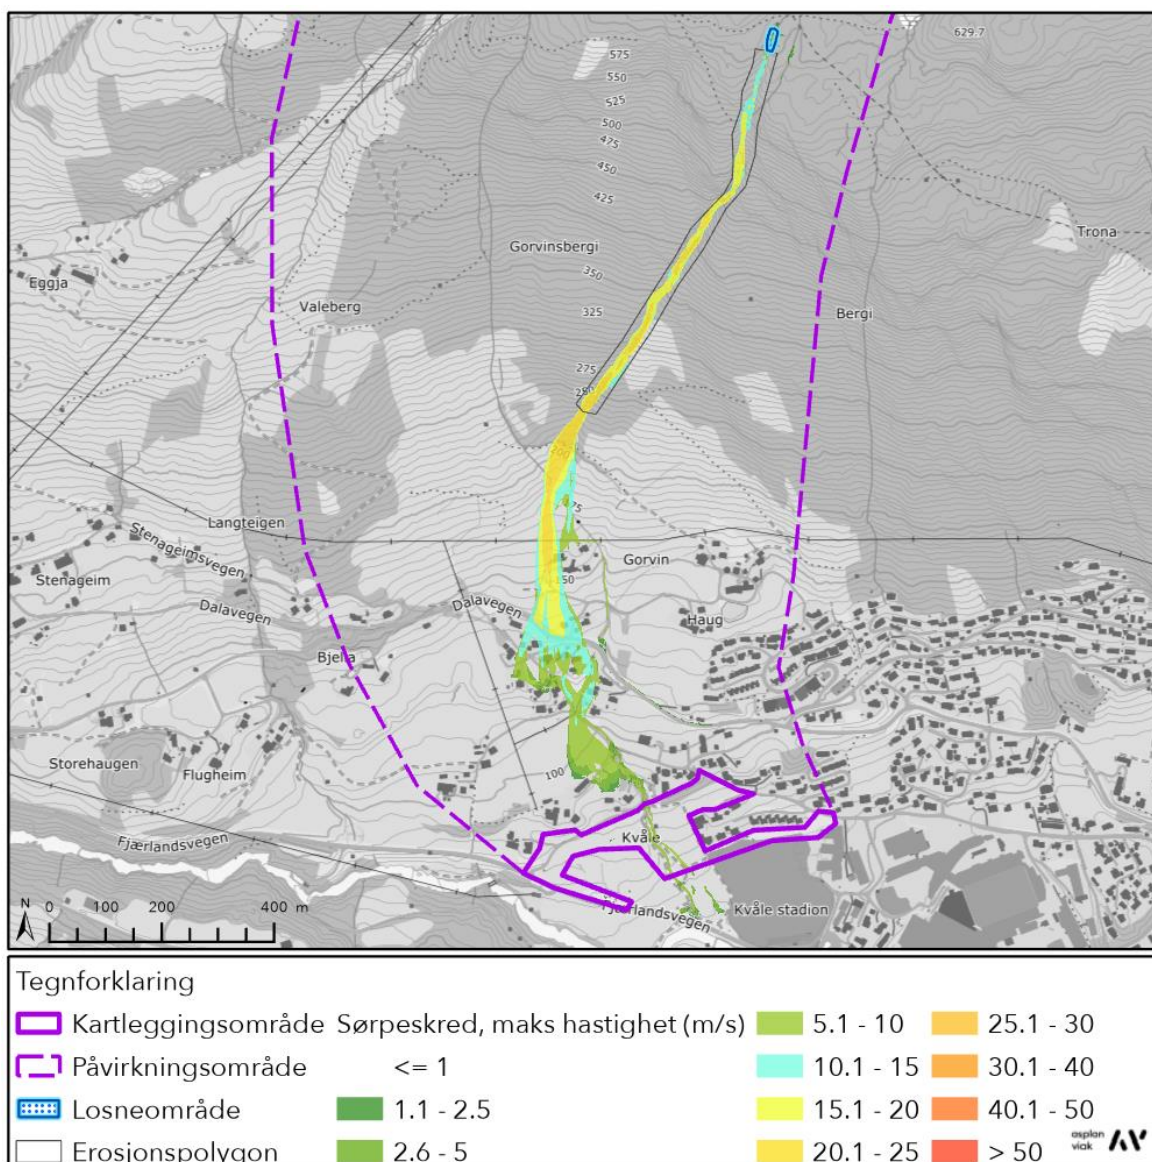 629.7
575
550
525
500
475
450
425
Gorvinsbergi
Trona
Eggja
350
Valeberg
325
Bergi
275
250
200
Langteigen
Stenageimsvegen
Gorvin
Stenageim
150
Dalavegen
Dalavegen
Haug
Bjella
Storehaugen
Flugheim
100
Fjærlandsvegen
Kvåle
N
0 100 200 400 m
Fjærlandsvegen
Kvåle stadion
Tegnforklaring
Kartleggingsområde
Påvirkningsområde
Losneområde
Erosjonspolygon
Sørpeskred, maks hastighet (m/s)
<= 1
1.1 - 2.5
2.6 - 5
5.1 - 10
10.1 - 15
15.1 - 20
20.1 - 25
25.1 - 30
30.1 - 40
40.1 - 50
> 50
asplan
viak